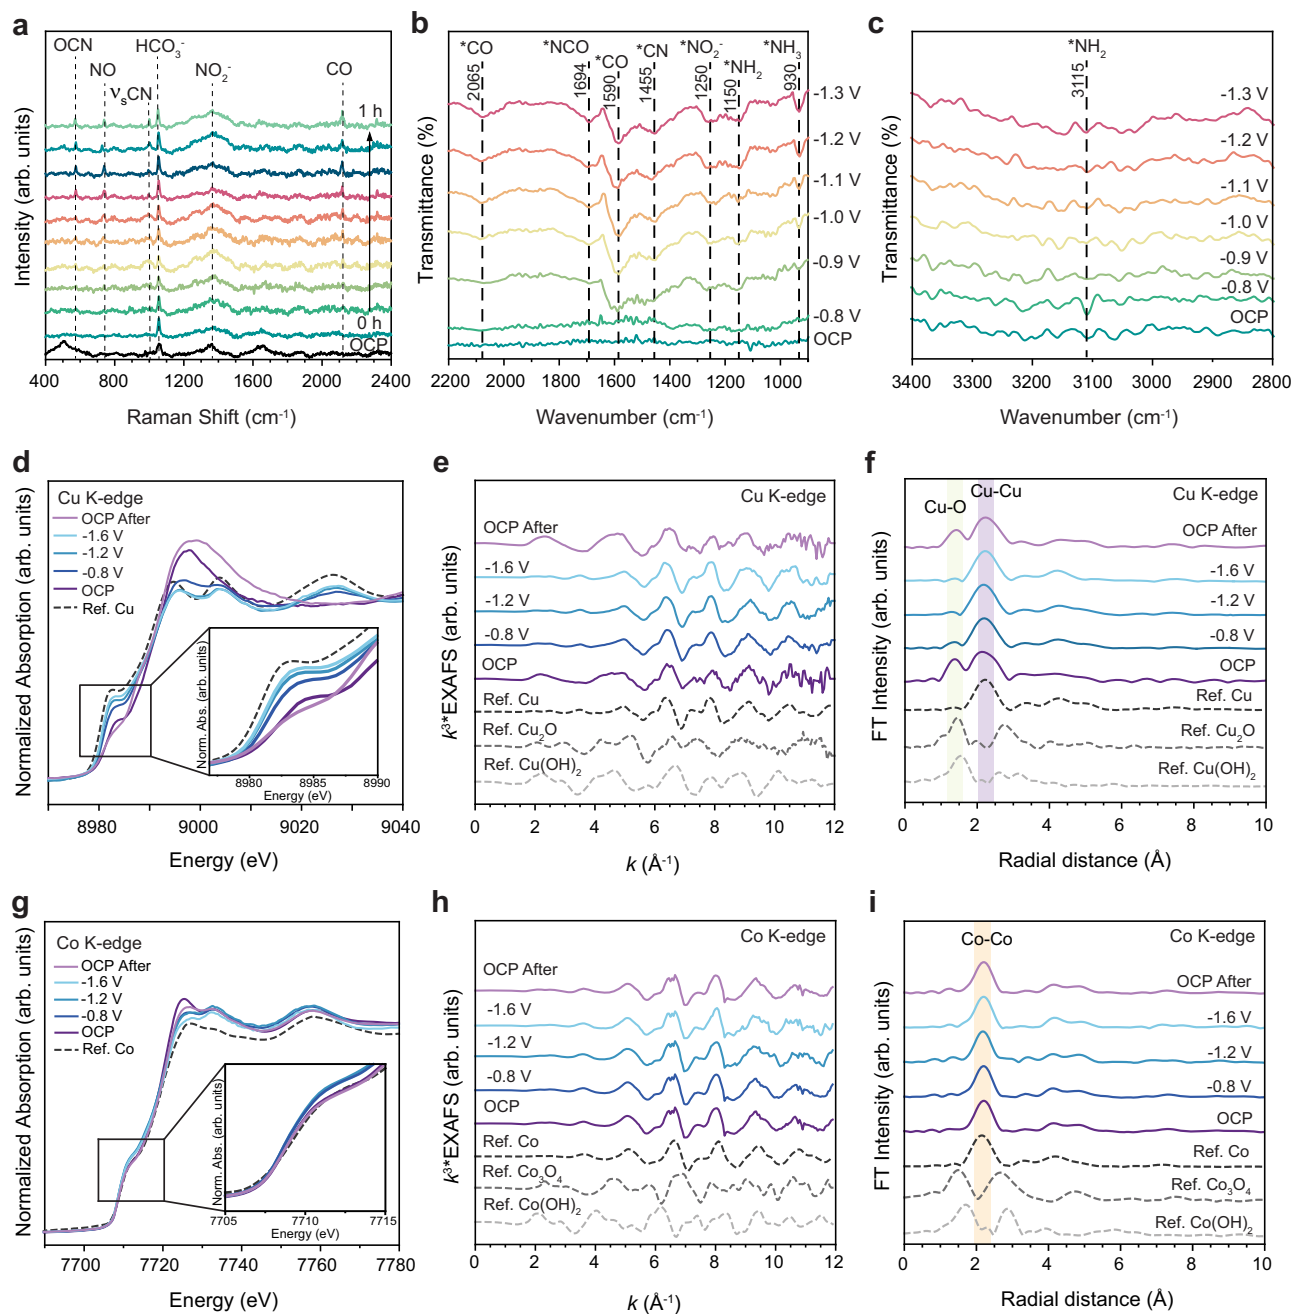 a
OCN
NO
νsCN
HCO3-
NO2-
CO
1 h
0 h
OCP
Intensity (arb. units)
400 800 1200 1600 2000 2400
Raman Shift (cm-1)
b
*CO
*NCO
*CO
*CN
*NO2-
*NH2
*NH3
2065
1694
1590
1455
1250
1150
930
-1.3 V
-1.2 V
-1.1 V
-1.0 V
-0.9 V
-0.8 V
OCP
Transmittance (%)
2200 2000 1800 1600 1400 1200 1000
Wavenumber (cm-1)
c
*NH2
3115
-1.3 V
-1.2 V
-1.1 V
-1.0 V
-0.9 V
-0.8 V
OCP
Transmittance (%)
3400 3300 3200 3100 3000 2900 2800
Wavenumber (cm-1)
d
Cu K-edge
OCP After
-1.6 V
-1.2 V
-0.8 V
OCP
Ref. Cu
Normalized Absorption (arb. units)
Norm. Abs. (arb. units)
8980 8985 8990
Energy (eV)
8980 9000 9020 9040
Energy (eV)
e
Cu K-edge
OCP After
-1.6 V
-1.2 V
-0.8 V
OCP
Ref. Cu
Ref. Cu2O
Ref. Cu(OH)2
k3*EXAFS (arb. units)
0 2 4 6 8 10 12
k (Å-1)
f
Cu-O
Cu-Cu
Cu K-edge
OCP After
-1.6 V
-1.2 V
-0.8 V
OCP
Ref. Cu
Ref. Cu2O
Ref. Cu(OH)2
FT Intensity (arb. units)
0 2 4 6 8 10
Radial distance (Å)
g
Co K-edge
OCP After
-1.6 V
-1.2 V
-0.8 V
OCP
Ref. Co
Normalized Absorption (arb. units)
Norm. Abs. (arb. units)
7705 7710 7715
Energy (eV)
7700 7720 7740 7760 7780
Energy (eV)
h
Co K-edge
OCP After
-1.6 V
-1.2 V
-0.8 V
OCP
Ref. Co
Ref. Co3O4
Ref. Co(OH)2
k3*EXAFS (arb. units)
0 2 4 6 8 10 12
k (Å-1)
i
Co-Co
Co K-edge
OCP After
-1.6 V
-1.2 V
-0.8 V
OCP
Ref. Co
Ref. Co3O4
Ref. Co(OH)2
FT Intensity (arb. units)
0 2 4 6 8 10
Radial distance (Å)